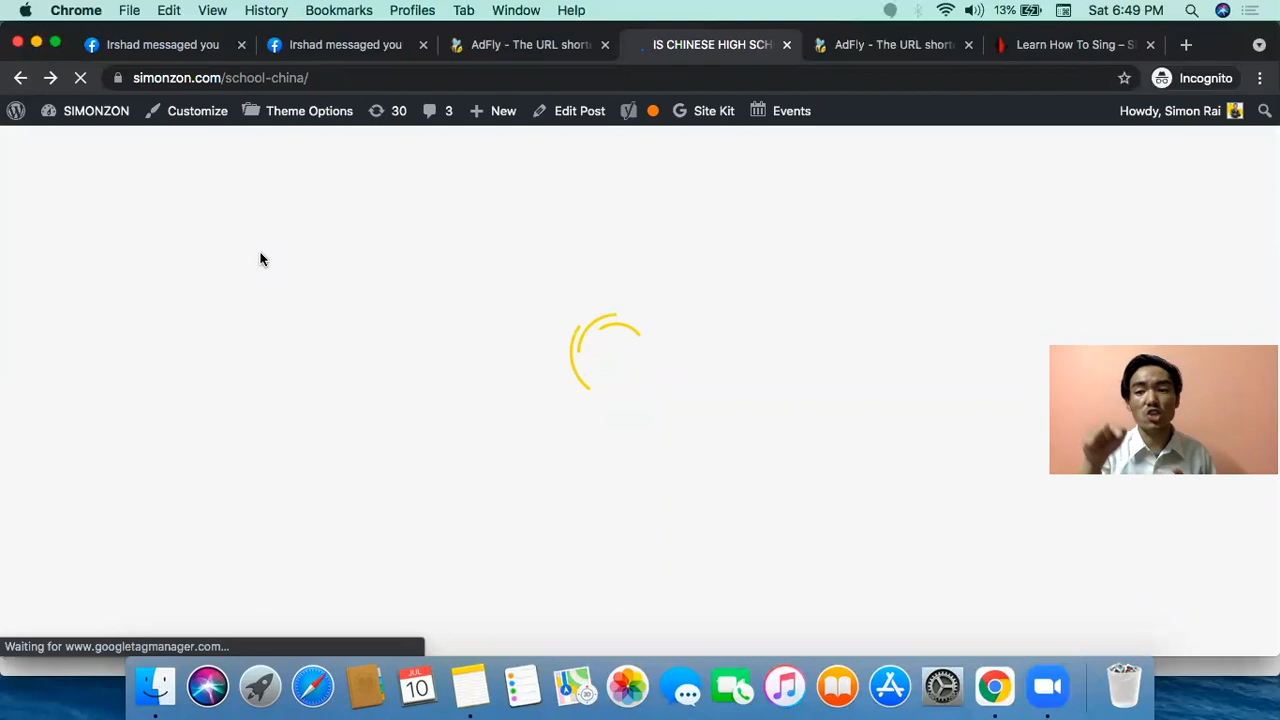 Chrome File Edit View History Bookmarks Profiles Tab Window Help 13% Sat 6:49 PM
Irshad messaged you Irshad messaged you AdFly - The URL short IS CHINESE HIGH SCH AdFly - The URL short Learn How To Sing – S
simonzon.com/school-china/ Incognito
SIMONZON Customize Theme Options 30 3 New Edit Post Site Kit Events Howdy, Simon Rai
Waiting for www.googletagmanager.com...
JUL
10